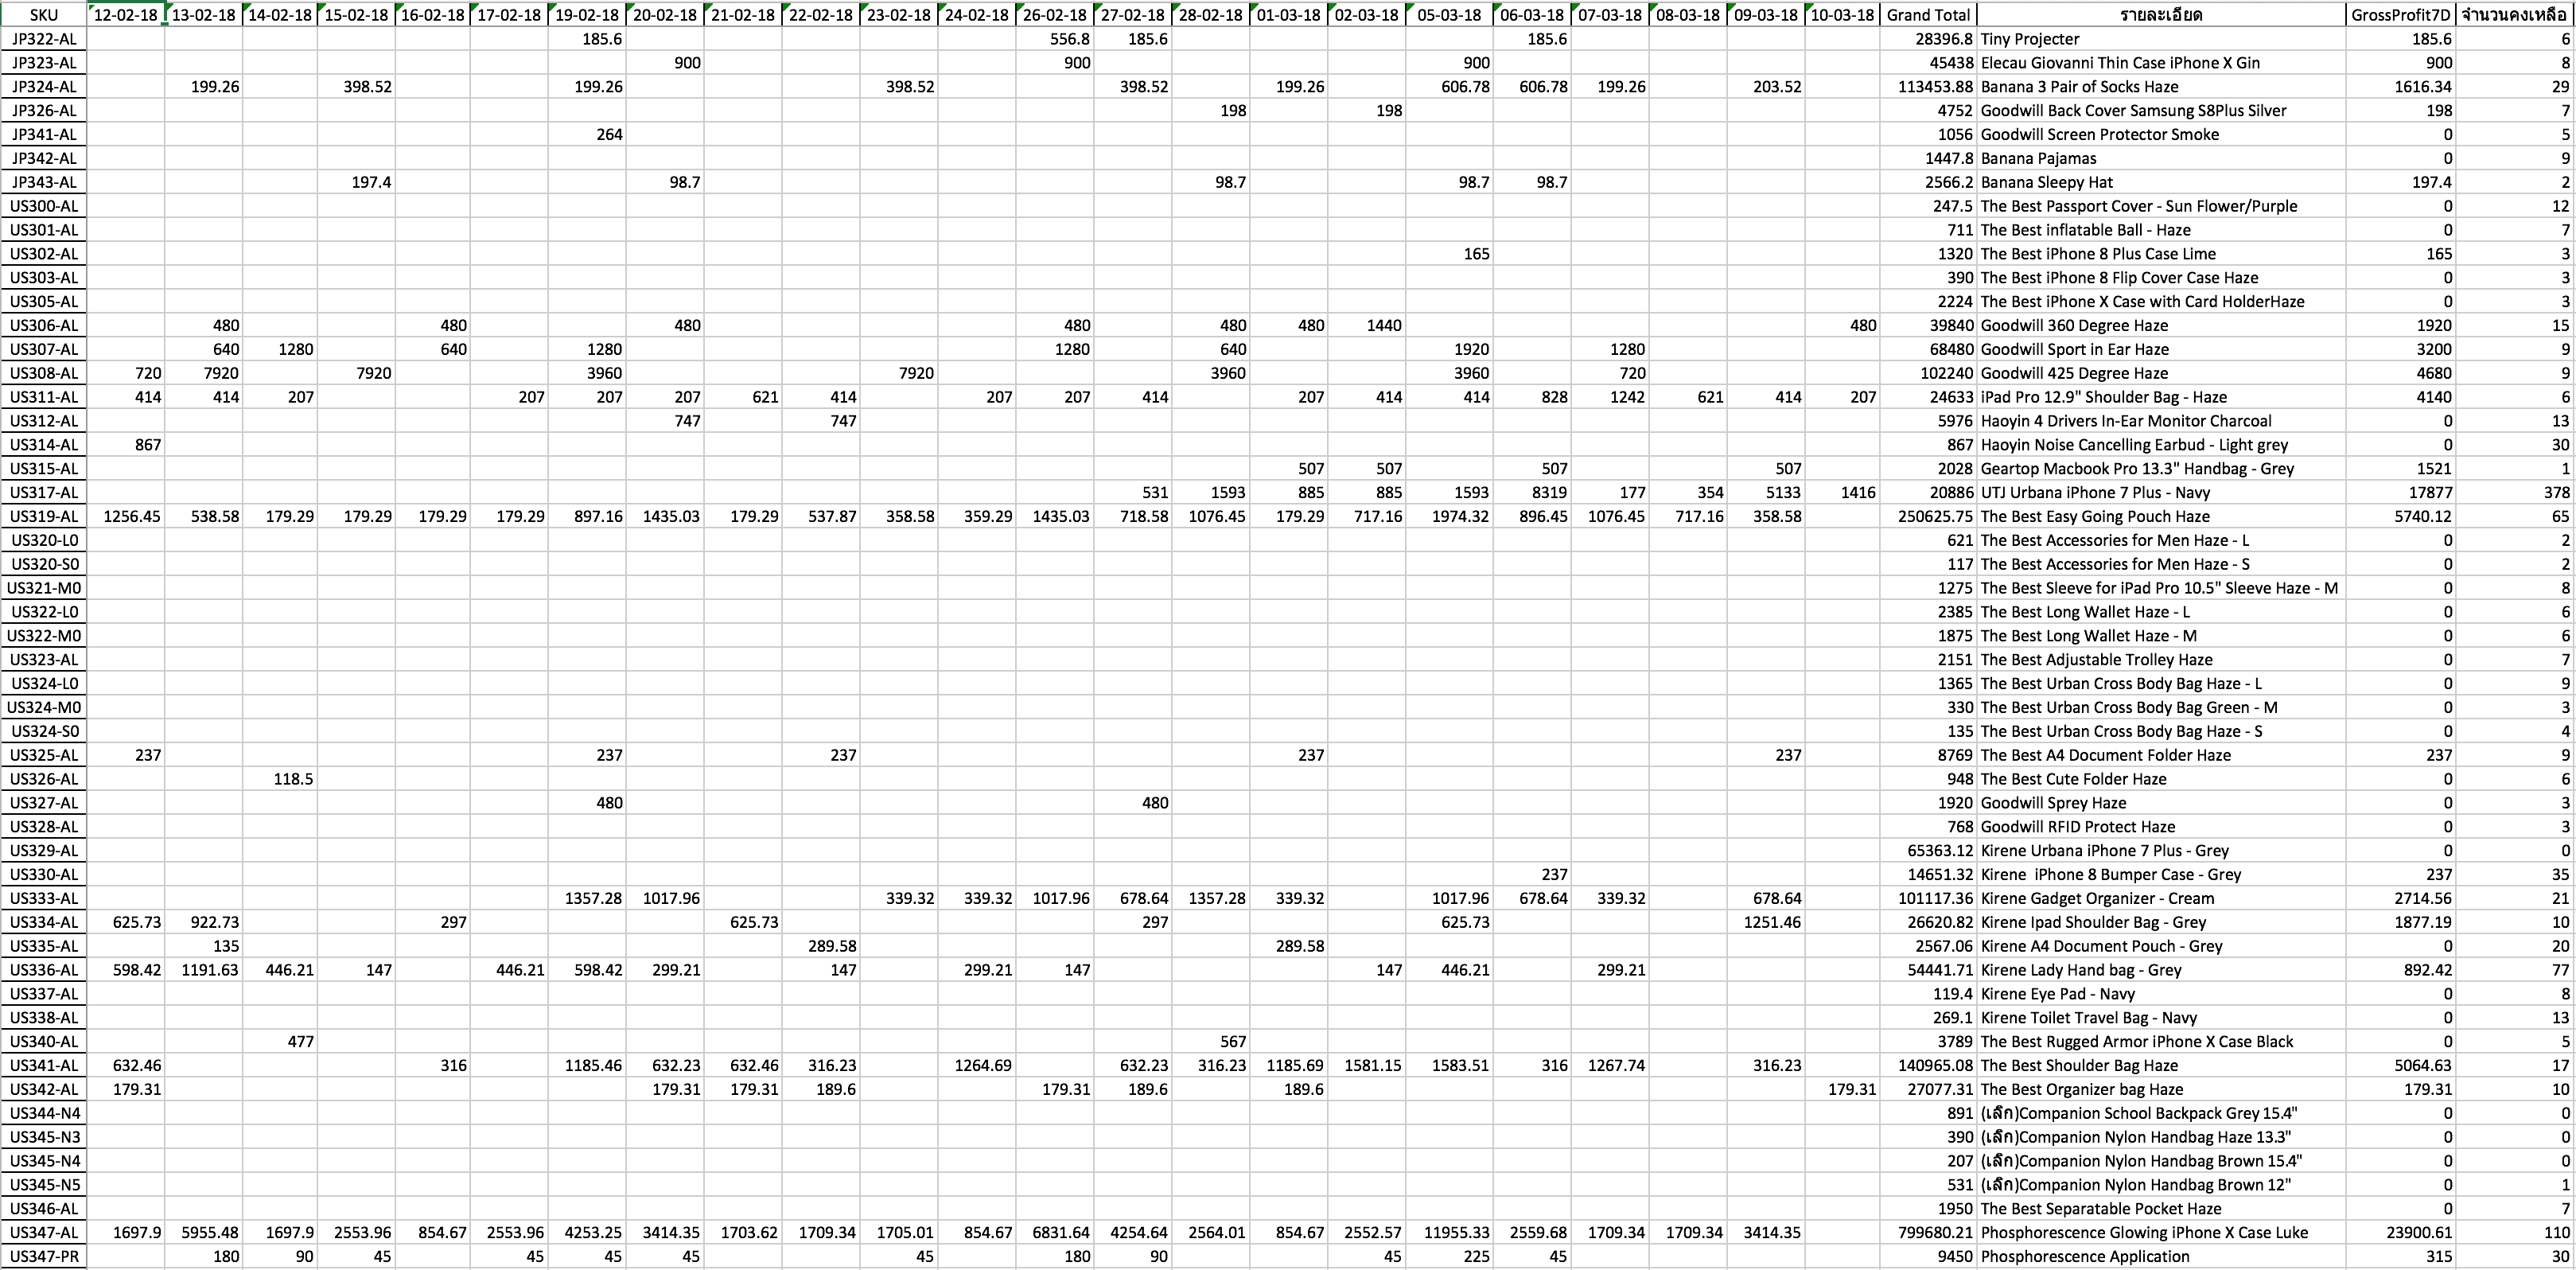 SKU 12-02-18 13-02-18 14-02-18 15-02-18 16-02-18 17-02-18 19-02-18 20-02-18 21-02-18 22-02-18 23-02-18 24-02-18 26-02-18 27-02-18 28-02-18 01-03-18 02-03-18 05-03-18 06-03-18 07-03-18 08-03-18 09-03-18 10-03-18 Grand Total รายละเอียด GrossProfit7D จำนวนคงเหลือ
JP322-AL 185.6 556.8 185.6 185.6 28396.8 Tiny Projecter 185.6 6
JP323-AL 900 900 900 45438 Elecau Giovanni Thin Case iPhone X Gin 900 8
JP324-AL 199.26 398.52 199.26 398.52 398.52 199.26 606.78 606.78 199.26 203.52 113453.88 Banana 3 Pair of Socks Haze 1616.34 29
JP326-AL 198 198 4752 Goodwill Back Cover Samsung S8Plus Silver 198 7
JP341-AL 264 1056 Goodwill Screen Protector Smoke 0 5
JP342-AL 1447.8 Banana Pajamas 0 9
JP343-AL 197.4 98.7 98.7 98.7 98.7 2566.2 Banana Sleepy Hat 197.4 2
US300-AL 247.5 The Best Passport Cover - Sun Flower/Purple 0 12
US301-AL 711 The Best inflatable Ball - Haze 0 7
US302-AL 165 1320 The Best iPhone 8 Plus Case Lime 165 3
US303-AL 390 The Best iPhone 8 Flip Cover Case Haze 0 3
US305-AL 2224 The Best iPhone X Case with Card HolderHaze 0 3
US306-AL 480 480 480 480 480 480 1440 480 39840 Goodwill 360 Degree Haze 1920 15
US307-AL 640 1280 640 1280 1280 640 1920 1280 68480 Goodwill Sport in Ear Haze 3200 9
US308-AL 720 7920 7920 3960 7920 3960 3960 720 102240 Goodwill 425 Degree Haze 4680 9
US311-AL 414 414 207 207 207 207 621 414 207 207 414 207 414 414 828 1242 621 414 207 24633 iPad Pro 12.9" Shoulder Bag - Haze 4140 6
US312-AL 747 747 5976 Haoyin 4 Drivers In-Ear Monitor Charcoal 0 13
US314-AL 867 867 Haoyin Noise Cancelling Earbud - Light grey 0 30
US315-AL 507 507 507 507 2028 Geartop Macbook Pro 13.3" Handbag - Grey 1521 1
US317-AL 531 1593 885 885 1593 8319 177 354 5133 1416 20886 UTJ Urbana iPhone 7 Plus - Navy 17877 378
US319-AL 1256.45 538.58 179.29 179.29 179.29 179.29 897.16 1435.03 179.29 537.87 358.58 359.29 1435.03 718.58 1076.45 179.29 717.16 1974.32 896.45 1076.45 717.16 358.58 250625.75 The Best Easy Going Pouch Haze 5740.12 65
US320-L0 621 The Best Accessories for Men Haze - L 0 2
US320-S0 117 The Best Accessories for Men Haze - S 0 2
US321-M0 1275 The Best Sleeve for iPad Pro 10.5" Sleeve Haze - M 0 8
US322-L0 2385 The Best Long Wallet Haze - L 0 6
US322-M0 1875 The Best Long Wallet Haze - M 0 6
US323-AL 2151 The Best Adjustable Trolley Haze 0 7
US324-L0 1365 The Best Urban Cross Body Bag Haze - L 0 9
US324-M0 330 The Best Urban Cross Body Bag Green - M 0 3
US324-S0 135 The Best Urban Cross Body Bag Haze - S 0 4
US325-AL 237 237 237 237 237 8769 The Best A4 Document Folder Haze 237 9
US326-AL 118.5 948 The Best Cute Folder Haze 0 6
US327-AL 480 480 1920 Goodwill Sprey Haze 0 3
US328-AL 768 Goodwill RFID Protect Haze 0 3
US329-AL 65363.12 Kirene Urbana iPhone 7 Plus - Grey 0 0
US330-AL 237 14651.32 Kirene iPhone 8 Bumper Case - Grey 237 35
US333-AL 1357.28 1017.96 339.32 339.32 1017.96 678.64 1357.28 339.32 1017.96 678.64 339.32 678.64 101117.36 Kirene Gadget Organizer - Cream 2714.56 21
US334-AL 625.73 922.73 297 625.73 297 625.73 1251.46 26620.82 Kirene Ipad Shoulder Bag - Grey 1877.19 10
US335-AL 135 289.58 289.58 2567.06 Kirene A4 Document Pouch - Grey 0 20
US336-AL 598.42 1191.63 446.21 147 446.21 598.42 299.21 147 299.21 147 147 446.21 299.21 54441.71 Kirene Lady Hand bag - Grey 892.42 77
US337-AL 119.4 Kirene Eye Pad - Navy 0 8
US338-AL 269.1 Kirene Toilet Travel Bag - Navy 0 13
US340-AL 477 567 3789 The Best Rugged Armor iPhone X Case Black 0 5
US341-AL 632.46 316 1185.46 632.23 632.46 316.23 1264.69 632.23 316.23 1185.69 1581.15 1583.51 316 1267.74 316.23 140965.08 The Best Shoulder Bag Haze 5064.63 17
US342-AL 179.31 179.31 179.31 189.6 179.31 189.6 189.6 179.31 27077.31 The Best Organizer bag Haze 179.31 10
US344-N4 891 (เลิก)Companion School Backpack Grey 15.4" 0 0
US345-N3 390 (เลิก)Companion Nylon Handbag Haze 13.3" 0 0
US345-N4 207 (เลิก)Companion Nylon Handbag Brown 15.4" 0 0
US345-N5 531 (เลิก)Companion Nylon Handbag Brown 12" 0 1
US346-AL 1950 The Best Separatable Pocket Haze 0 7
US347-AL 1697.9 5955.48 1697.9 2553.96 854.67 2553.96 4253.25 3414.35 1703.62 1709.34 1705.01 854.67 6831.64 4254.64 2564.01 854.67 2552.57 11955.33 2559.68 1709.34 1709.34 3414.35 799680.21 Phosphorescence Glowing iPhone X Case Luke 23900.61 110
US347-PR 180 90 45 45 45 45 45 180 90 45 225 45 9450 Phosphorescence Application 315 30